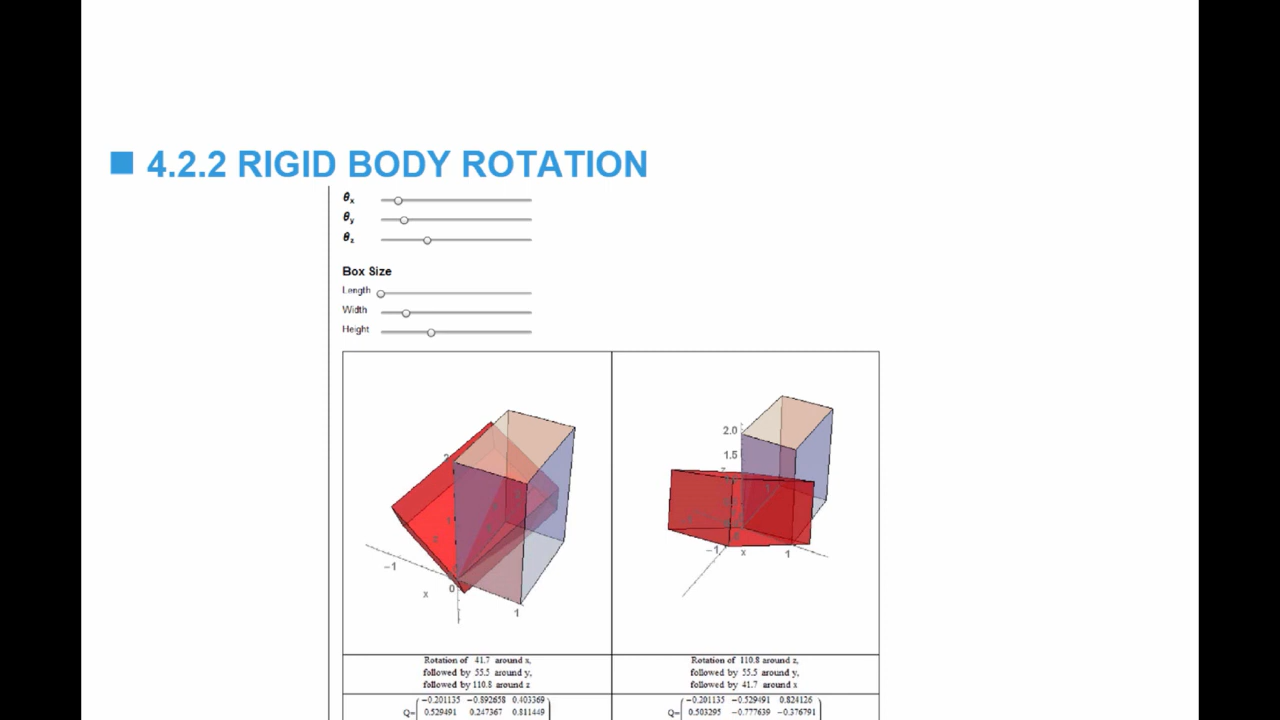 4.2.2 RIGID BODY ROTATION
θx
θy
θz
Box Size
Length
Width
Height
2
1
0
−1
x
1
2.0
1.5
z
−1
x
1
Rotation of 41.7 around x,
followed by 55.5 around y,
followed by 110.8 around z
Rotation of 110.8 around z,
followed by 55.5 around y,
followed by 41.7 around x
Q=
−0.201135 −0.892658 0.403369
0.529491 0.247367 0.811449
Q=
−0.201135 −0.529491 0.824126
0.503295 −0.777639 −0.376791